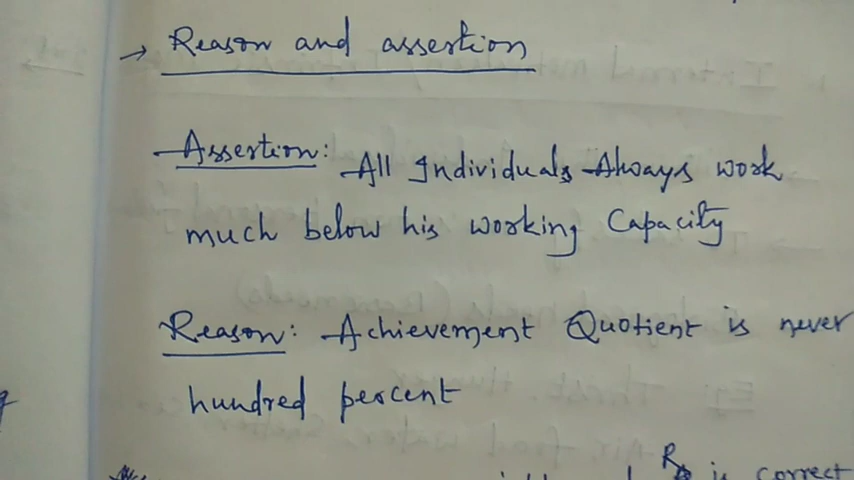 → Reason and assertion
Assertion: All Individuals Always work
much below his working Capacity
Reason: Achievement Quotient is never
hundred percent
is correct